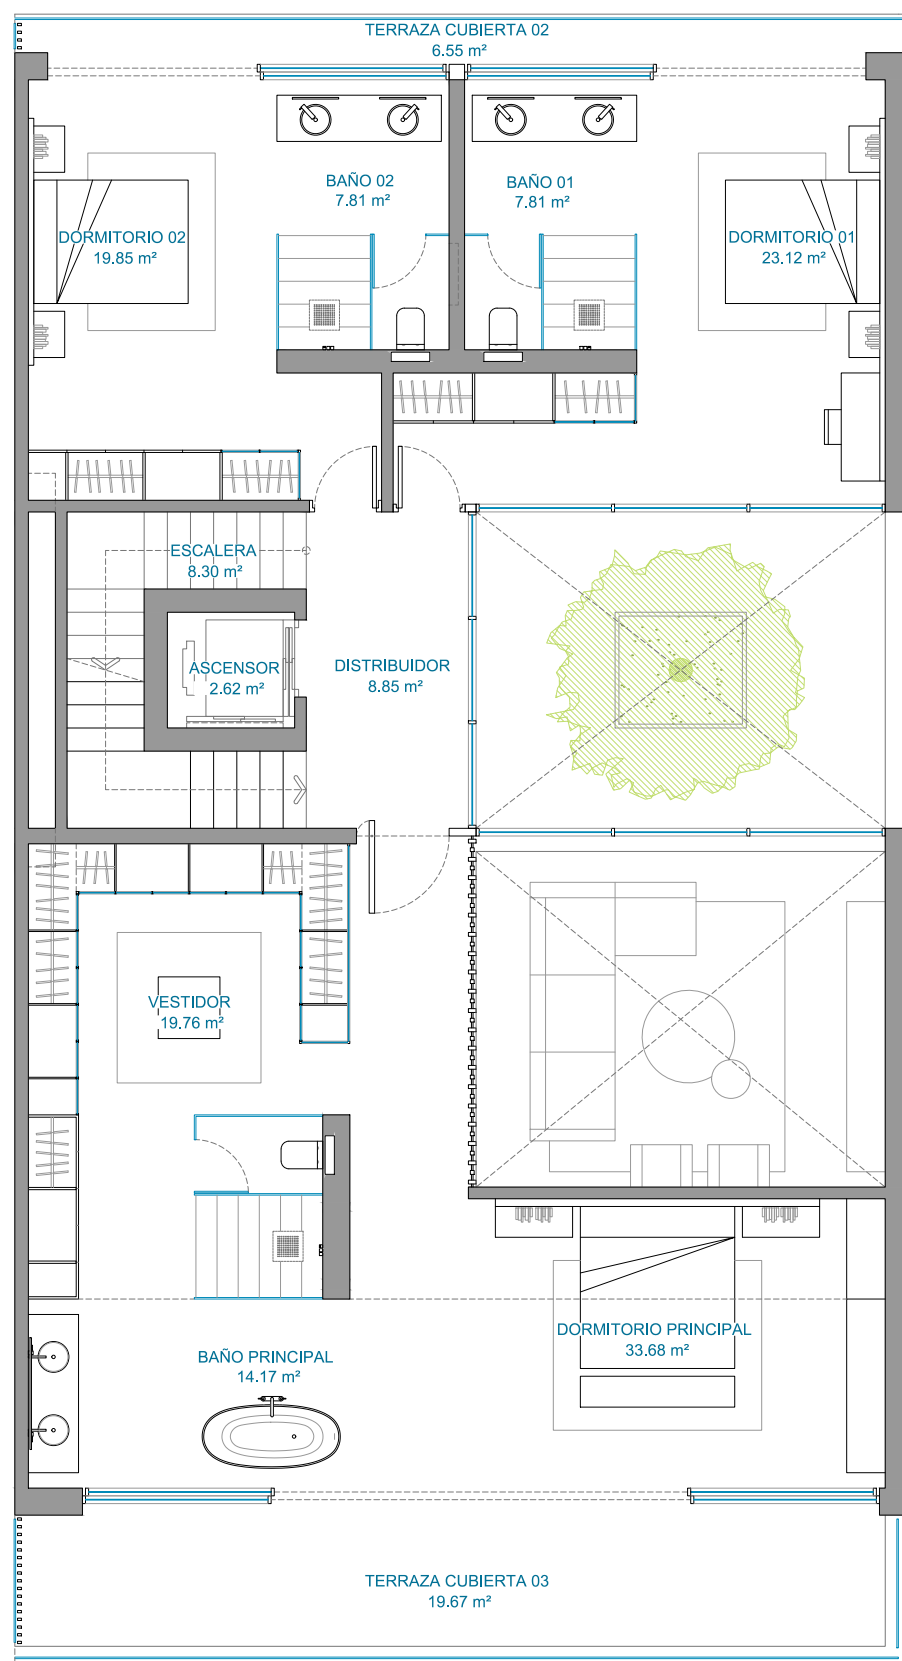 TERRAZA CUBIERTA 02
6.55 m²
BAÑO 02
7.81 m²
BAÑO 01
7.81 m²
DORMITORIO 02
19.85 m²
DORMITORIO 01
23.12 m²
ESCALERA
8.30 m²
ASCENSOR
2.62 m²
DISTRIBUIDOR
8.85 m²
VESTIDOR
19.76 m²
DORMITORIO PRINCIPAL
33.68 m²
BAÑO PRINCIPAL
14.17 m²
TERRAZA CUBIERTA 03
19.67 m²